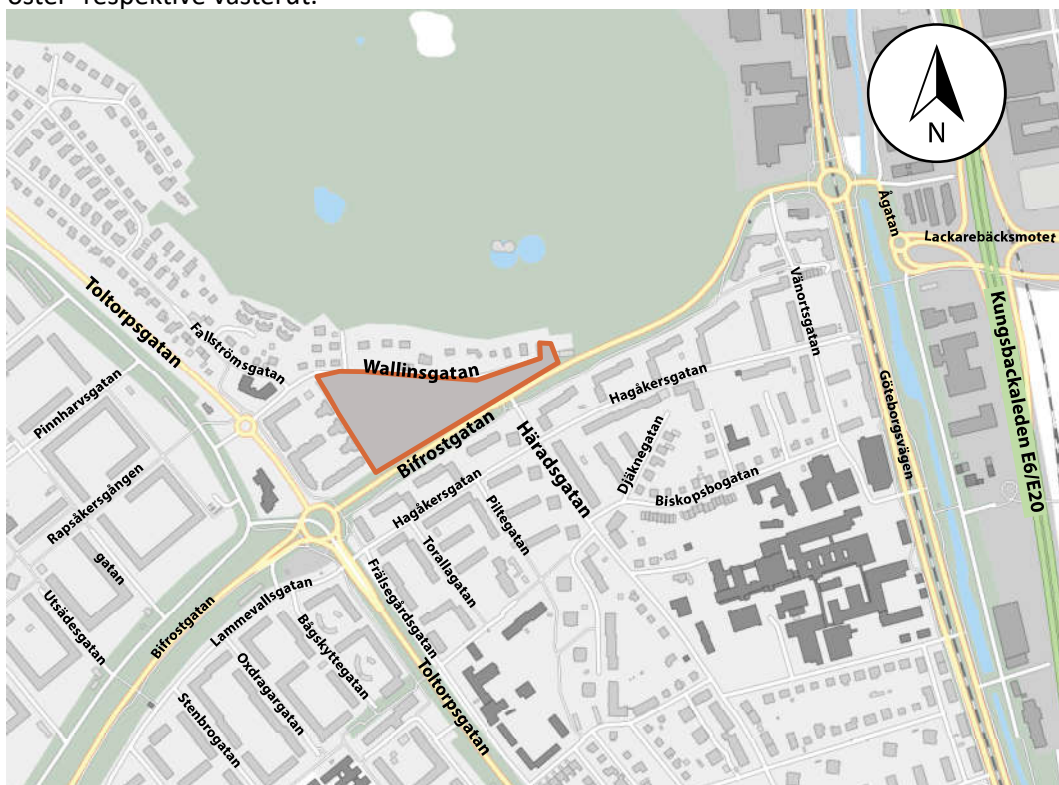 öster- respektive västerut.
N
Ågatan
Lackarebäcksmotet
Toltorpsgatan
Vänortsgatan
Kungsbackaleden E6/E20
Fallströmsgatan
Wallinsgatan
Hagåkersgatan
Göteborgsvägen
Pinnharvsgatan
Bifrostgatan
Häradsgatan
Djäknegatan
Biskopsbogatan
Hagåkersgatan
Piltegatan
Rapsåkersgången
Torallagatan
gatan
Frälsegårdsgatan
Utsädesgatan
Bifrostgatan
Lammevallsgatan
Bågskyttegatan
Toltorpsgatan
Oxdragargatan
Stenbrogatan